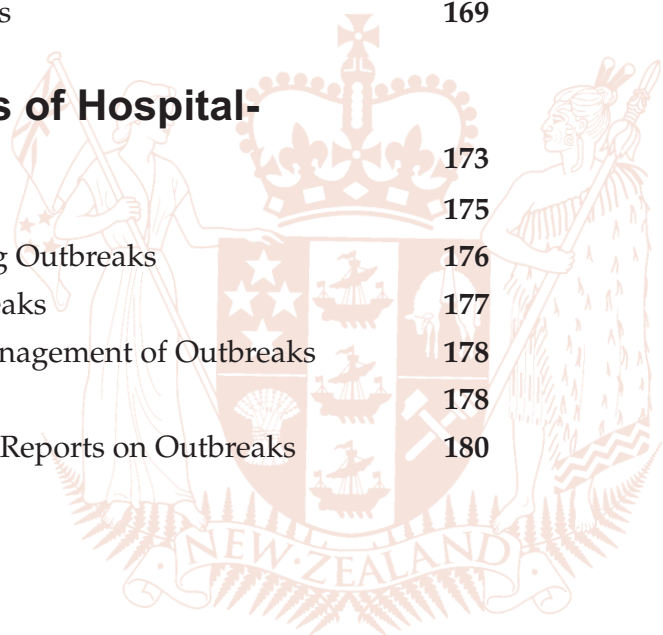 s 169
s of Hospital-
173
175
g Outbreaks 176
eaks 177
nagement of Outbreaks 178
178
Reports on Outbreaks 180
NEW·ZEALAND